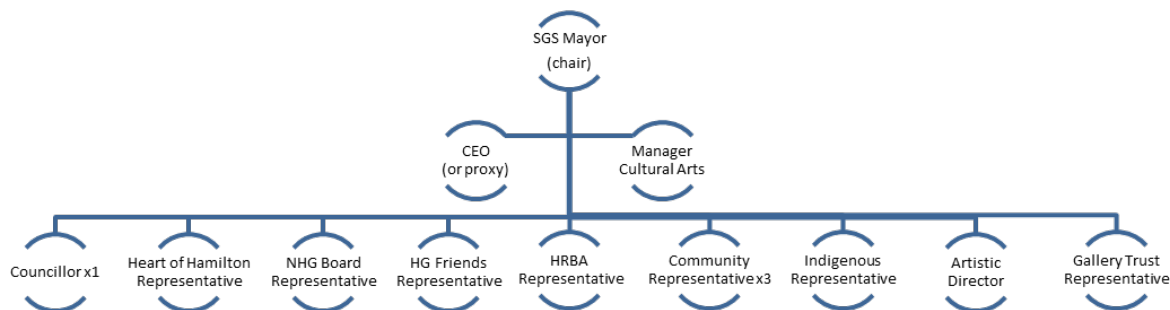 SGS Mayor
(chair)
CEO
(or proxy)
Manager
Cultural Arts
Councillor x1
Heart of Hamilton
Representative
NHG Board
Representative
HG Friends
Representative
HRBA
Representative
Community
Representative x3
Indigenous
Representative
Artistic
Director
Gallery Trust
Representative